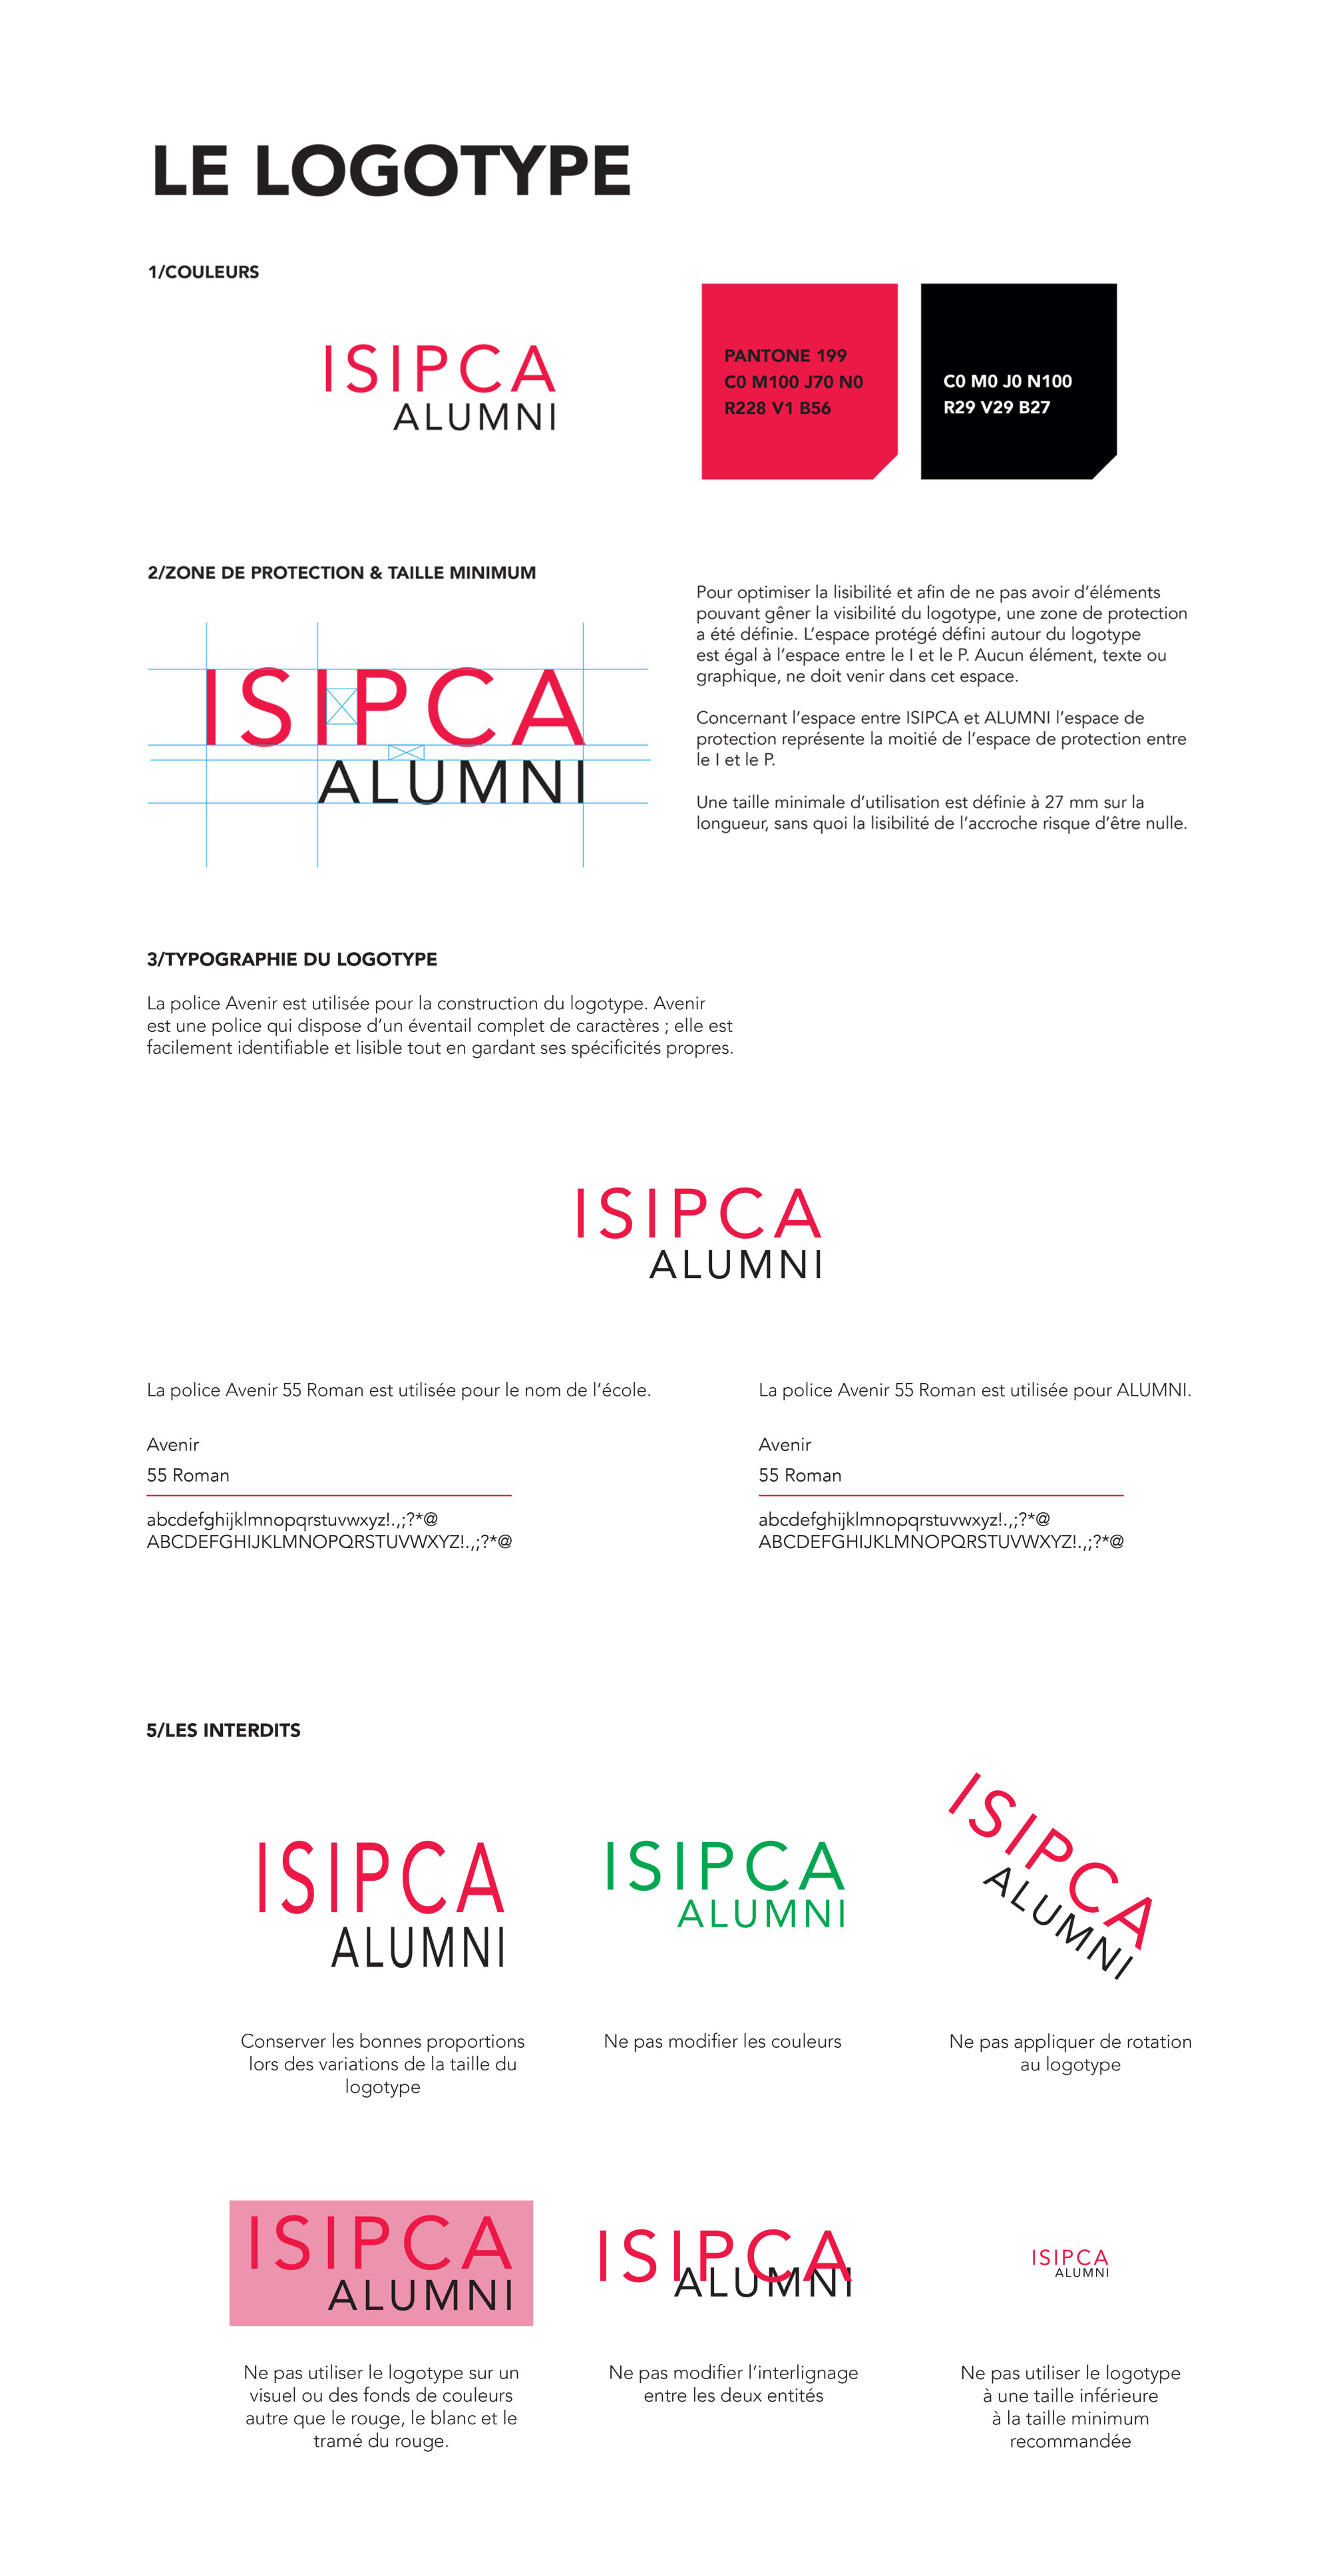 LE LOGOTYPE
1/COULEURS
ISIPCA
ALUMNI
PANTONE 199
C0 M100 J70 N0
R228 V1 B56
C0 M0 J0 N100
R29 V29 B27
2/ZONE DE PROTECTION & TAILLE MINIMUM
ISIPCA
ALUMNI
Pour optimiser la lisibilité et afin de ne pas avoir d’éléments
pouvant gêner la visibilité du logotype, une zone de protection
a été définie. L’espace protégé défini autour du logotype
est égal à l’espace entre le I et le P. Aucun élément, texte ou
graphique, ne doit venir dans cet espace.
Concernant l’espace entre ISIPCA et ALUMNI l’espace de
protection représente la moitié de l’espace de protection entre
le I et le P.
Une taille minimale d’utilisation est définie à 27 mm sur la
longueur, sans quoi la lisibilité de l’accroche risque d’être nulle.
3/TYPOGRAPHIE DU LOGOTYPE
La police Avenir est utilisée pour la construction du logotype. Avenir
est une police qui dispose d’un éventail complet de caractères ; elle est
facilement identifiable et lisible tout en gardant ses spécificités propres.
ISIPCA
ALUMNI
La police Avenir 55 Roman est utilisée pour le nom de l’école.
Avenir
55 Roman
abcdefghijklmnopqrstuvwxyz!.,;?*@
ABCDEFGHIJKLMNOPQRSTUVWXYZ!.,;?*@
La police Avenir 55 Roman est utilisée pour ALUMNI.
Avenir
55 Roman
abcdefghijklmnopqrstuvwxyz!.,;?*@
ABCDEFGHIJKLMNOPQRSTUVWXYZ!.,;?*@
5/LES INTERDITS
ISIPCA
ALUMNI
Conserver les bonnes proportions
lors des variations de la taille du
logotype
ISIPCA
ALUMNI
Ne pas modifier les couleurs
ISIPCA
ALUMNI
Ne pas appliquer de rotation
au logotype
ISIPCA
ALUMNI
Ne pas utiliser le logotype sur un
visuel ou des fonds de couleurs
autre que le rouge, le blanc et le
tramé du rouge.
ISIPCA
ALUMNI
Ne pas modifier l’interlignage
entre les deux entités
ISIPCA
ALUMNI
Ne pas utiliser le logotype
à une taille inférieure
à la taille minimum
recommandée